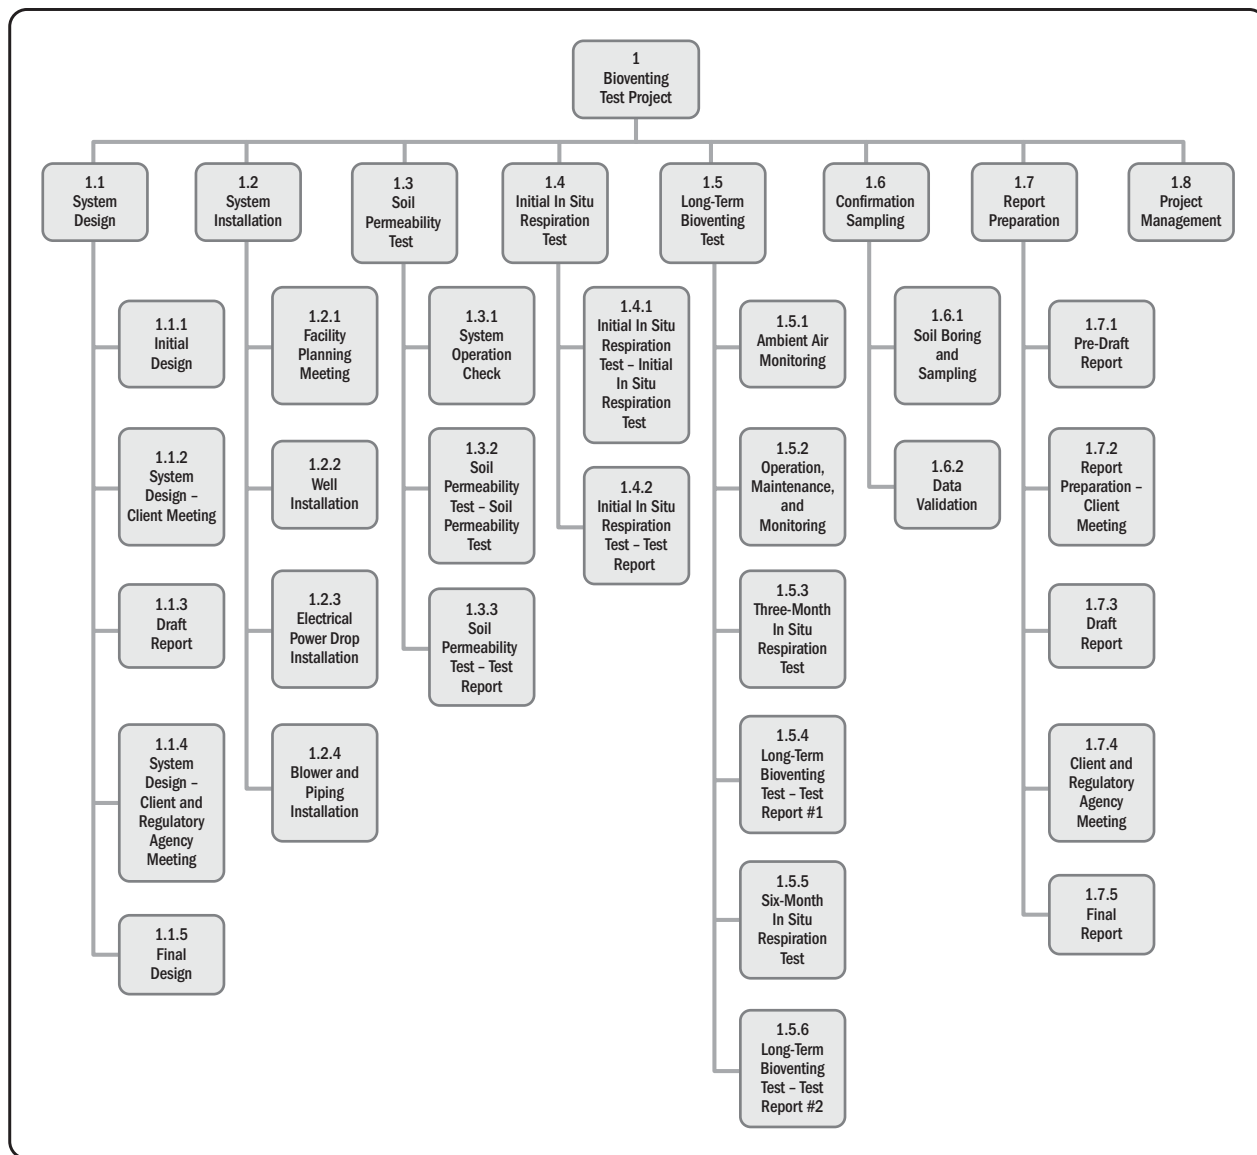 1
Bioventing
Test Project
1.1
System
Design
1.2
System
Installation
1.3
Soil
Permeability
Test
1.4
Initial In Situ
Respiration
Test
1.5
Long-Term
Bioventing
Test
1.6
Confirmation
Sampling
1.7
Report
Preparation
1.8
Project
Management
1.1.1
Initial
Design
1.1.2
System
Design –
Client Meeting
1.1.3
Draft
Report
1.1.4
System
Design –
Client and
Regulatory
Agency
Meeting
1.1.5
Final
Design
1.2.1
Facility
Planning
Meeting
1.2.2
Well
Installation
1.2.3
Electrical
Power Drop
Installation
1.2.4
Blower and
Piping
Installation
1.3.1
System
Operation
Check
1.3.2
Soil
Permeability
Test – Soil
Permeability
Test
1.3.3
Soil
Permeability
Test – Test
Report
1.4.1
Initial In Situ
Respiration
Test – Initial
In Situ
Respiration
Test
1.4.2
Initial In Situ
Respiration
Test – Test
Report
1.5.1
Ambient Air
Monitoring
1.5.2
Operation,
Maintenance,
and
Monitoring
1.5.3
Three-Month
In Situ
Respiration
Test
1.5.4
Long-Term
Bioventing
Test – Test
Report #1
1.5.5
Six-Month
In Situ
Respiration
Test
1.5.6
Long-Term
Bioventing
Test – Test
Report #2
1.6.1
Soil Boring
and
Sampling
1.6.2
Data
Validation
1.7.1
Pre-Draft
Report
1.7.2
Report
Preparation –
Client
Meeting
1.7.3
Draft
Report
1.7.4
Client and
Regulatory
Agency
Meeting
1.7.5
Final
Report